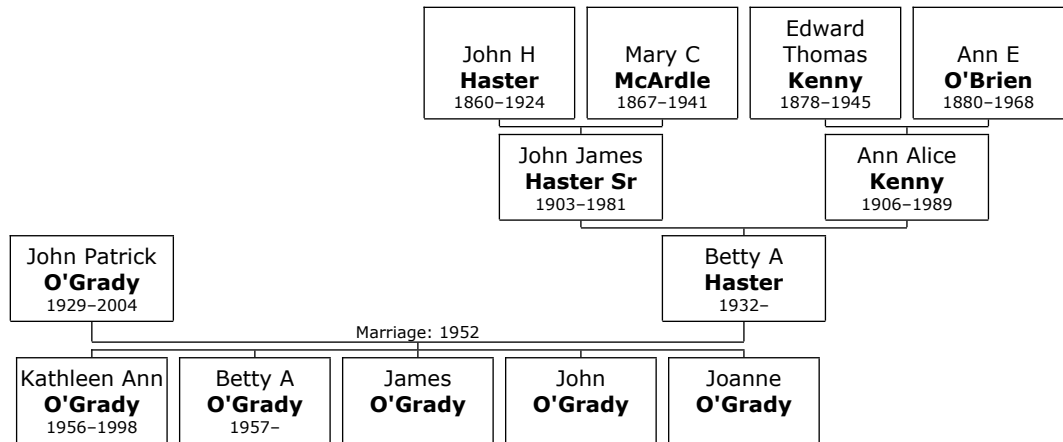 John H
Haster
1860–1924
Mary C
McArdle
1867–1941
Edward
Thomas
Kenny
1878–1945
Ann E
O'Brien
1880–1968
John James
Haster Sr
1903–1981
Ann Alice
Kenny
1906–1989
John Patrick
O'Grady
1929–2004
Betty A
Haster
1932–
Marriage: 1952
Kathleen Ann
O'Grady
1956–1998
Betty A
O'Grady
1957–
James
O'Grady
John
O'Grady
Joanne
O'Grady